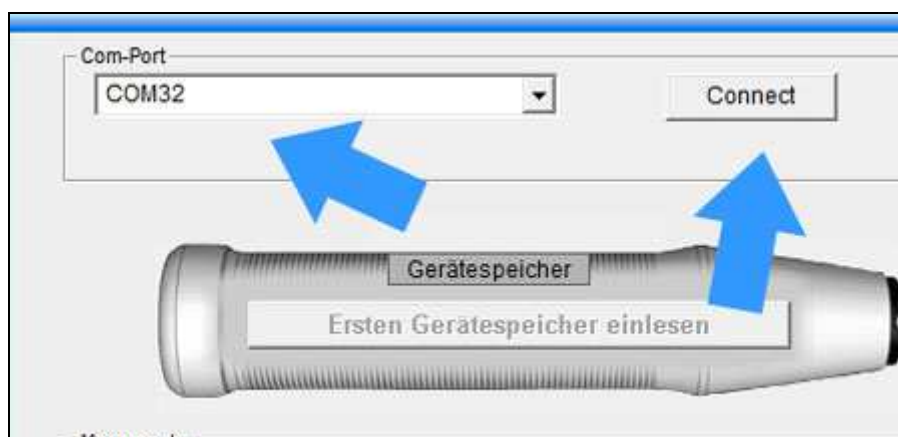 Com-Port
COM32
Connect
Gerätespeicher
Ersten Gerätespeicher einlesen